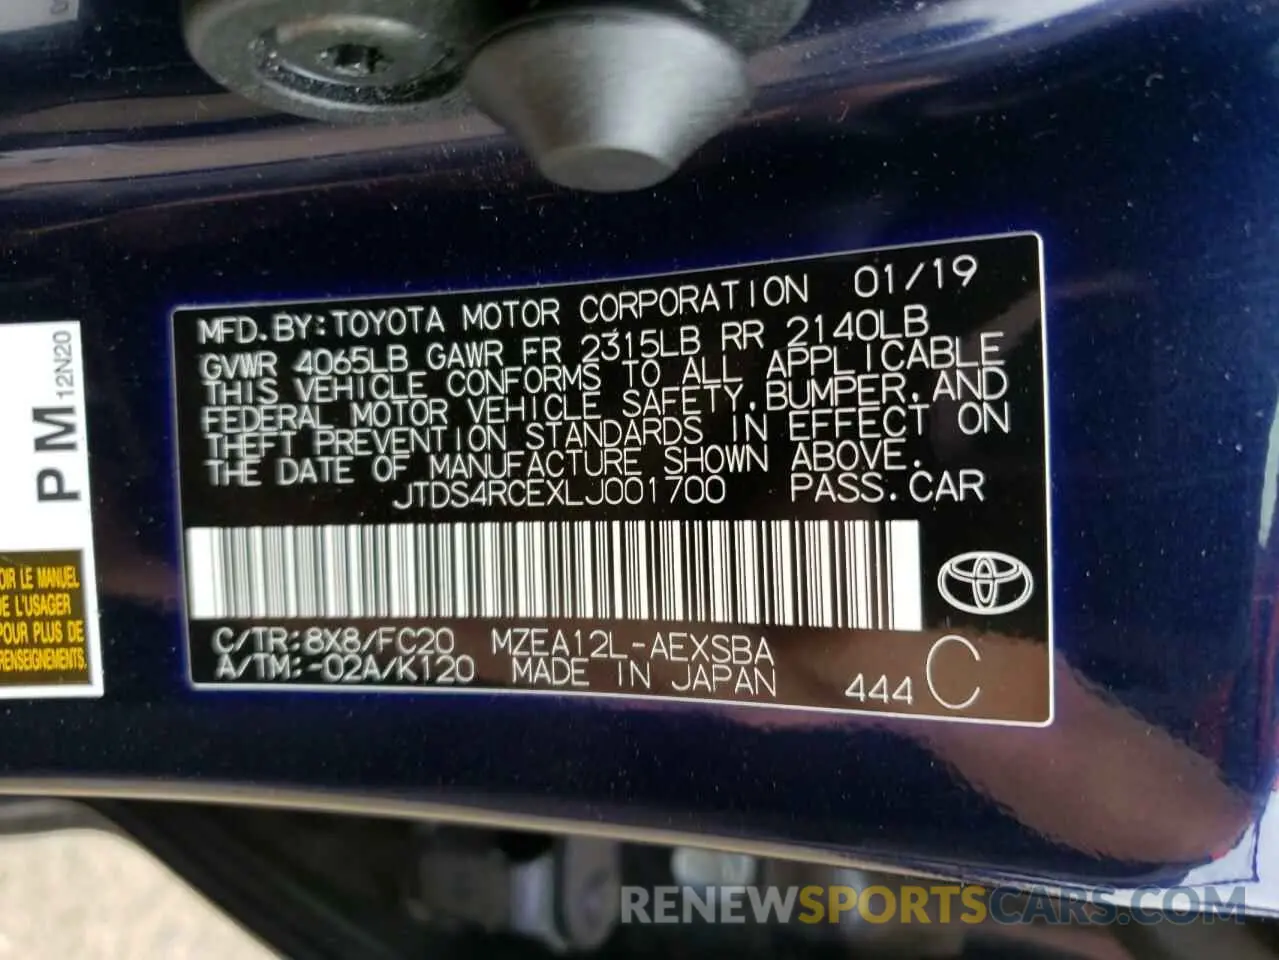 MFD.BY:TOYOTA MOTOR CORPORATION 01/19
GVWR 4065LB GAWR FR 2315LB RR 2140LB
THIS VEHICLE CONFORMS TO ALL APPLICABLE
FEDERAL MOTOR VEHICLE SAFETY,BUMPER,AND
THEFT PREVENTION STANDARDS IN EFFECT ON
THE DATE OF MANUFACTURE SHOWN ABOVE.
JTDS4RCEXLJ001700 PASS.CAR
C/TR:8X8/FC20 MZEA12L-AEXSBA
A/TM:-02A/K120 MADE IN JAPAN
444 C
PM 12N20
LE MANUEL
L'USAGER
POUR PLUS DE
RENEWSPORTSCARS.COM